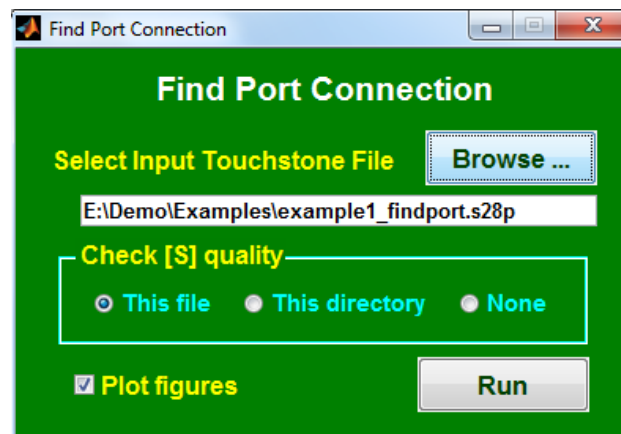 Find Port Connection
Find Port Connection
Select Input Touchstone File
Browse ...
E:\Demo\Examples\example1_findport.s28p
Check [S] quality
This file This directory None
Plot figures
Run